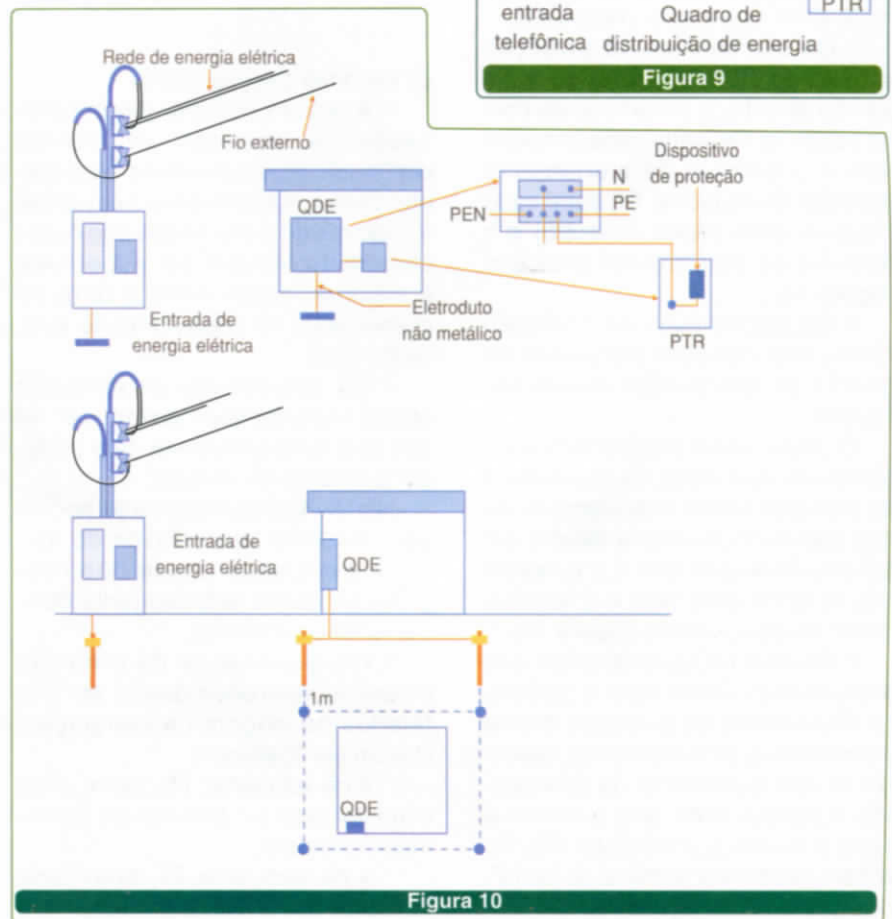 entrada
telefônica
Quadro de
distribuição de energia
PTR
Figura 9
Rede de energia elétrica
Fio externo
QDE
Entrada de
energia elétrica
Eletroduto
não metálico
PEN
N
PE
Dispositivo
de proteção
PTR
Entrada de
energia elétrica
QDE
1m
QDE
Figura 10